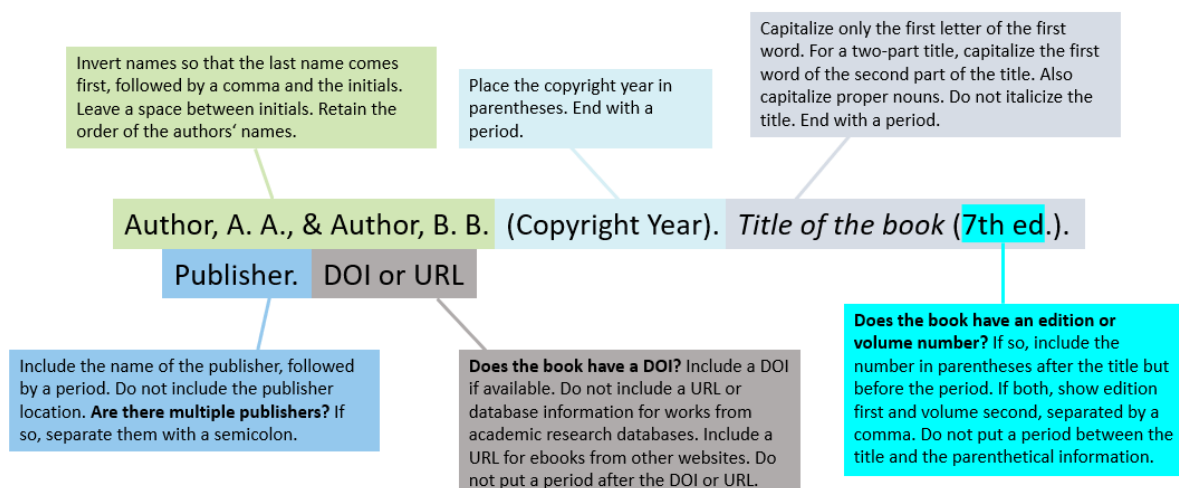 Invert names so that the last name comes
first, followed by a comma and the initials.
Leave a space between initials. Retain the
order of the authors‘ names.
Place the copyright year in
parentheses. End with a
period.
Capitalize only the first letter of the first
word. For a two-part title, capitalize the first
word of the second part of the title. Also
capitalize proper nouns. Do not italicize the
title. End with a period.
Author, A. A., & Author, B. B. (Copyright Year). Title of the book (7th ed.).
Publisher. DOI or URL
Include the name of the publisher, followed
by a period. Do not include the publisher
location. Are there multiple publishers? If
so, separate them with a semicolon.
Does the book have a DOI? Include a DOI
if available. Do not include a URL or
database information for works from
academic research databases. Include a
URL for ebooks from other websites. Do
not put a period after the DOI or URL.
Does the book have an edition or
volume number? If so, include the
number in parentheses after the title but
before the period. If both, show edition
first and volume second, separated by a
comma. Do not put a period between the
title and the parenthetical information.